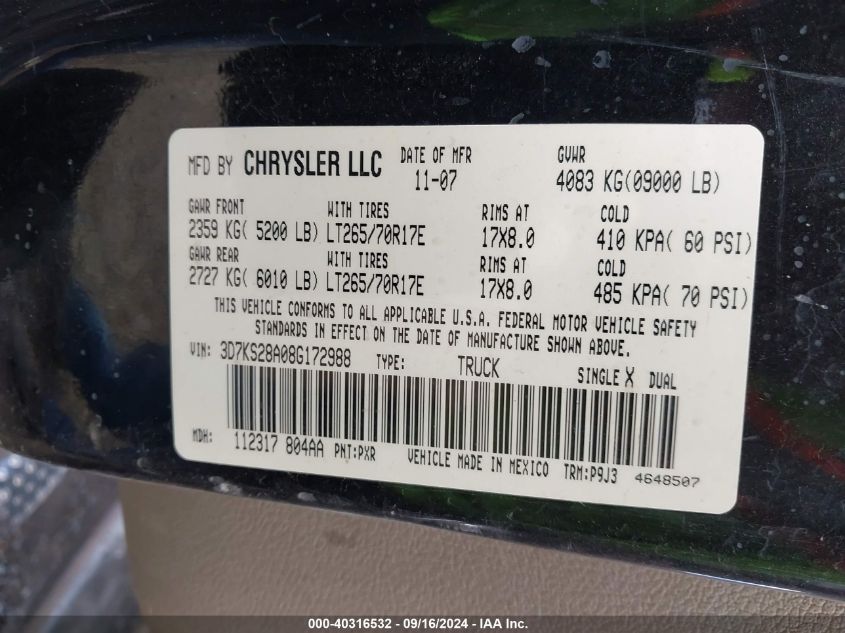 MFD BY CHRYSLER LLC DATE OF MFR GVWR
11-07 4083 KG(09000 LB)
GAWR FRONT WITH TIRES RIMS AT COLD
2359 KG( 5200 LB) LT265/70R17E 17X8.0 410 KPA( 60 PSI)
GAWR REAR WITH TIRES RIMS AT COLD
2727 KG( 6010 LB) LT265/70R17E 17X8.0 485 KPA( 70 PSI)
THIS VEHICLE CONFORMS TO ALL APPLICABLE U.S.A. FEDERAL MOTOR VEHICLE SAFETY
STANDARDS IN EFFECT ON THE DATE OF MANUFACTURE SHOWN ABOVE.
VIN: 3D7KS28A08G172988 TYPE: TRUCK SINGLE X DUAL
MDH: 112317 804AA PNT:PXR VEHICLE MADE IN MEXICO TRM:P9J3 4648507
000-40316532 - 09/16/2024 - IAA Inc.